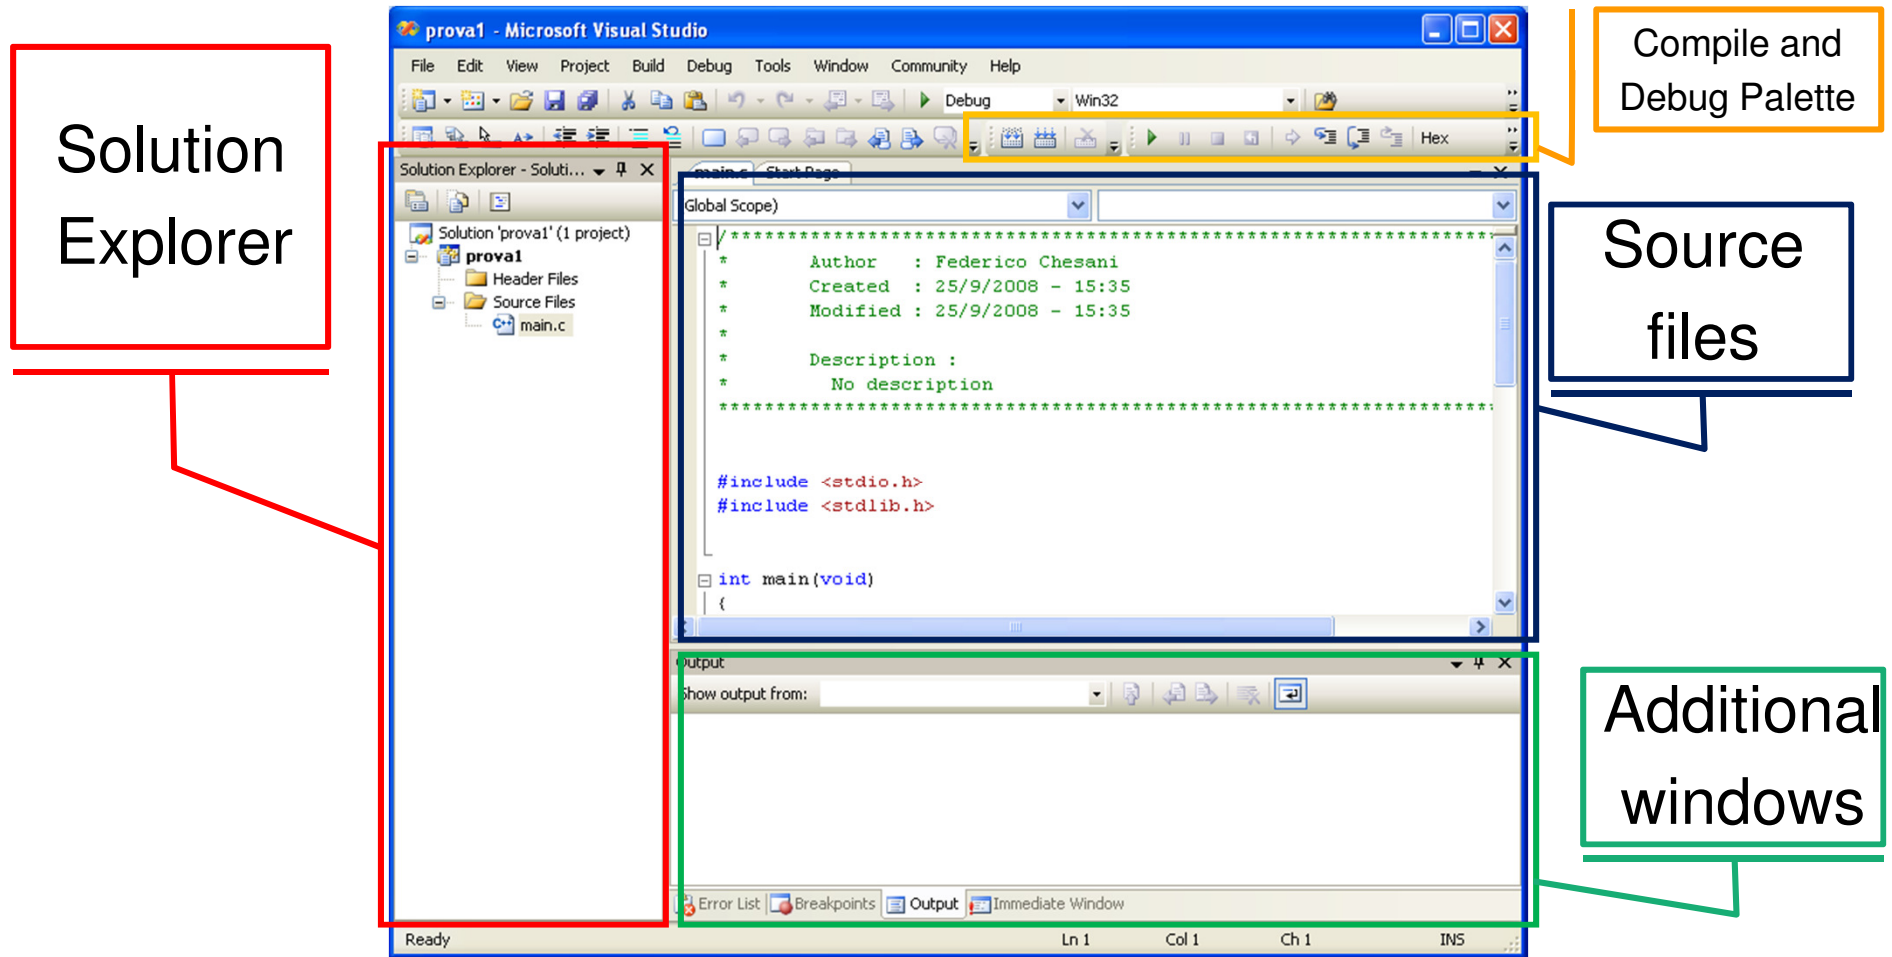 Solution
Explorer
prova1 - Microsoft Visual Studio
File Edit View Project Build Debug Tools Window Community Help
Debug Win32
Hex
Compile and
Debug Palette
Solution Explorer - Soluti...
Solution 'prova1' (1 project)
prova1
Header Files
Source Files
main.c
main.c Start Page
Global Scope)
/******************************************************************
* Author : Federico Chesani
* Created : 25/9/2008 - 15:35
* Modified : 25/9/2008 - 15:35
*
* Description :
* No description
*******************************************************************
#include <stdio.h>
#include <stdlib.h>
int main(void)
{
Source
files
Output
Show output from:
Error List Breakpoints Output Immediate Window
Additional
windows
Ready Ln 1 Col 1 Ch 1 INS